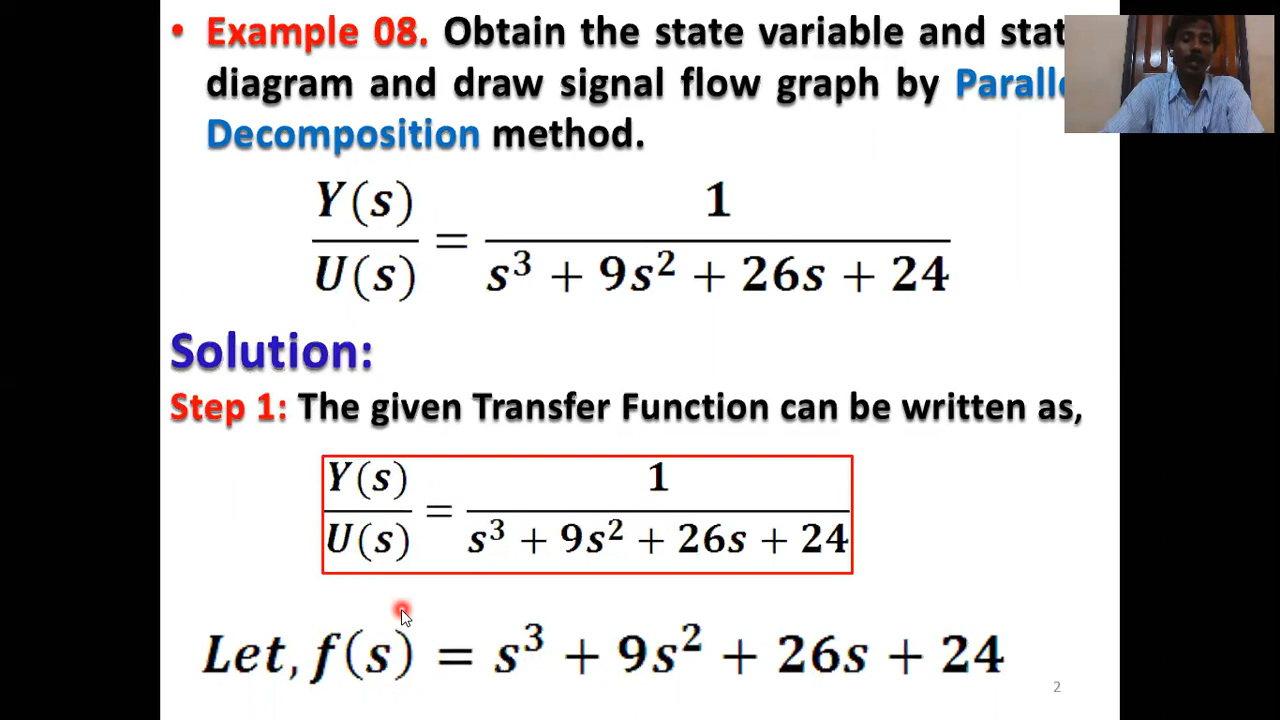 • Example 08. Obtain the state variable and stat
diagram and draw signal flow graph by Paralle
Decomposition method.
Y(s)/U(s) = 1/(s³ + 9s² + 26s + 24)
Solution:
Step 1: The given Transfer Function can be written as,
Y(s)/U(s) = 1/(s³ + 9s² + 26s + 24)
Let, f(s) = s³ + 9s² + 26s + 24
2